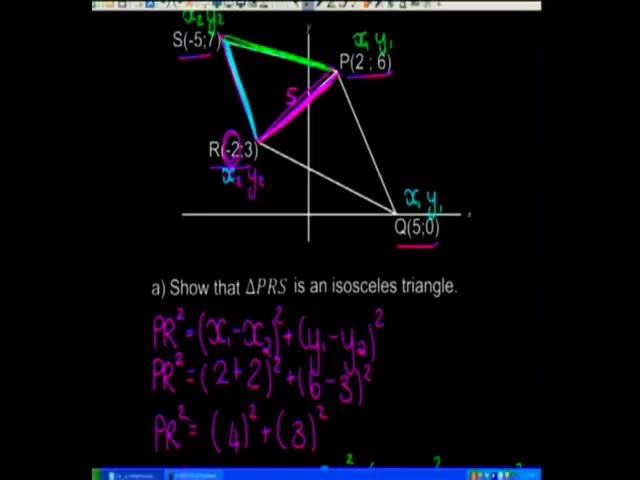 x₂ y₂
S(-5;7)
x₁ y₁
P(2 ; 6)
5
R(-2;3)
x₂ y₂
x₁ y₁
Q(5;0)
y
x
a) Show that ΔPRS is an isosceles triangle.
PR² = (x₁ - x₂)² + (y₁ - y₂)²
PR² = (2 + 2)² + (6 - 3)²
PR² = (4)² + (3)²